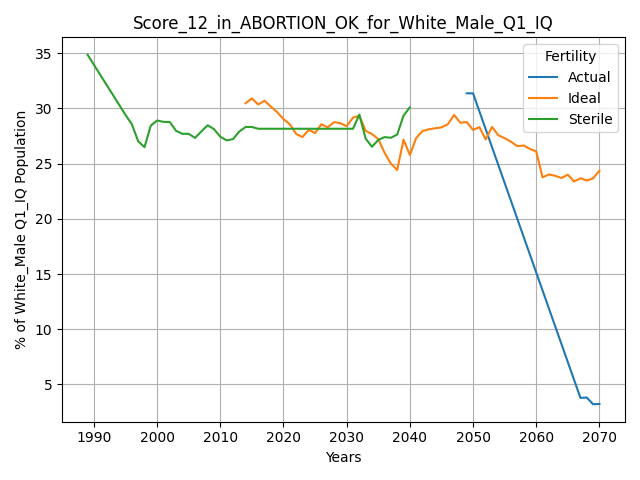 Score_12_in_ABORTION_OK_for_White_Male_Q1_IQ
% of White_Male Q1_IQ Population
35
30
25
20
15
10
5
Fertility
Actual
Ideal
Sterile
1990 2000 2010 2020 2030 2040 2050 2060 2070
Years